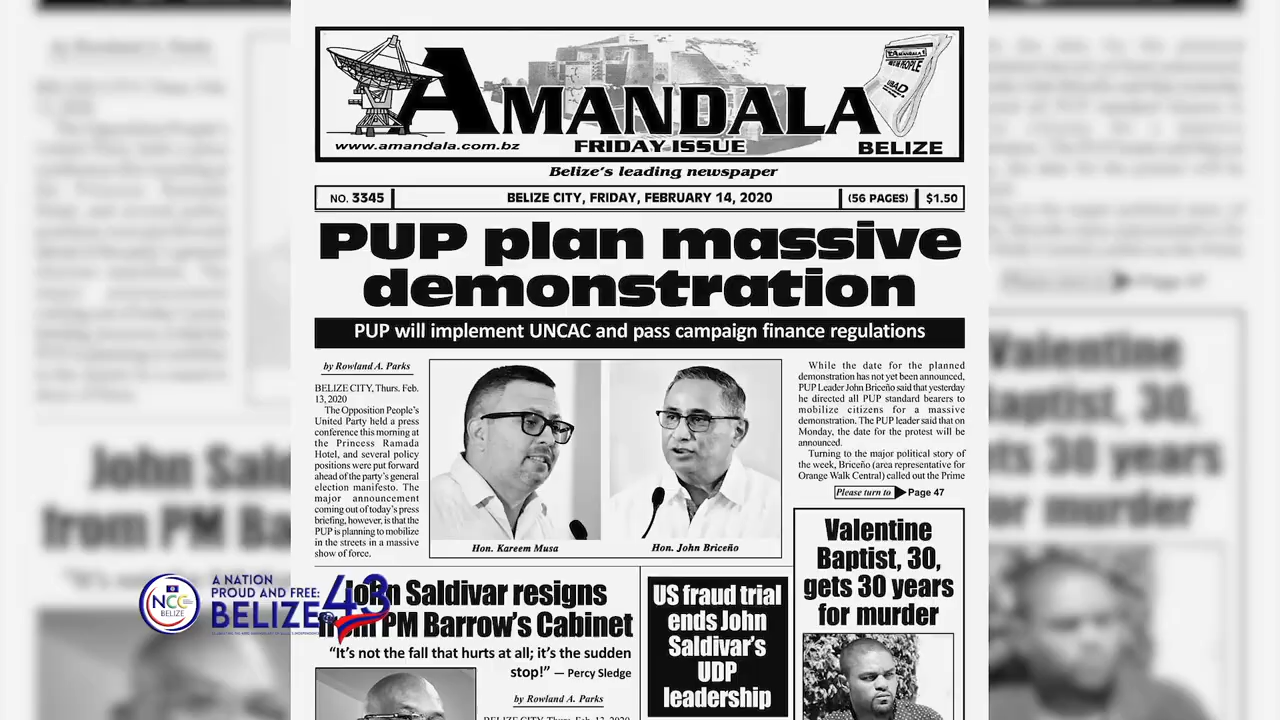 AMANDALA
www.amandala.com.bz
FRIDAY ISSUE
BELIZE
Belize's leading newspaper
NO. 3345
BELIZE CITY, FRIDAY, FEBRUARY 14, 2020
(56 PAGES)
$1.50
PUP plan massive
demonstration
PUP will implement UNCAC and pass campaign finance regulations
by Rowland A. Parks
BELIZE CITY, Thurs. Feb.
13, 2020
The Opposition People's
United Party held a press
conference this morning at
the Princess Ramada
Hotel, and several policy
positions were put forward
ahead of the party's general
election manifesto. The
major announcement
coming out of today's press
briefing, however, is that the
PUP is planning to mobilize
in the streets in a massive
show of force.
Hon. Kareem Musa
Hon. John Briceño
While the date for the planned
demonstration has not yet been announced,
PUP Leader John Briceño said that yesterday
he directed all PUP standard bearers to
mobilize citizens for a massive
demonstration. The PUP leader said that on
Monday, the date for the protest will be
announced.
Turning to the major political story of
the week, Briceño (area representative for
Orange Walk Central) called out the Prime
Please turn to Page 47
John Saldivar resigns
from PM Barrow's Cabinet
"It's not the fall that hurts at all; it's the sudden
stop!" — Percy Sledge
by Rowland A. Parks
BELIZE CITY, Thurs. Feb. 13, 2020
US fraud trial
ends John
Saldivar's
UDP
leadership
Valentine
Baptist, 30,
gets 30 years
for murder
NCC
BELIZE
A NATION
PROUD AND FREE:
BELIZE@43